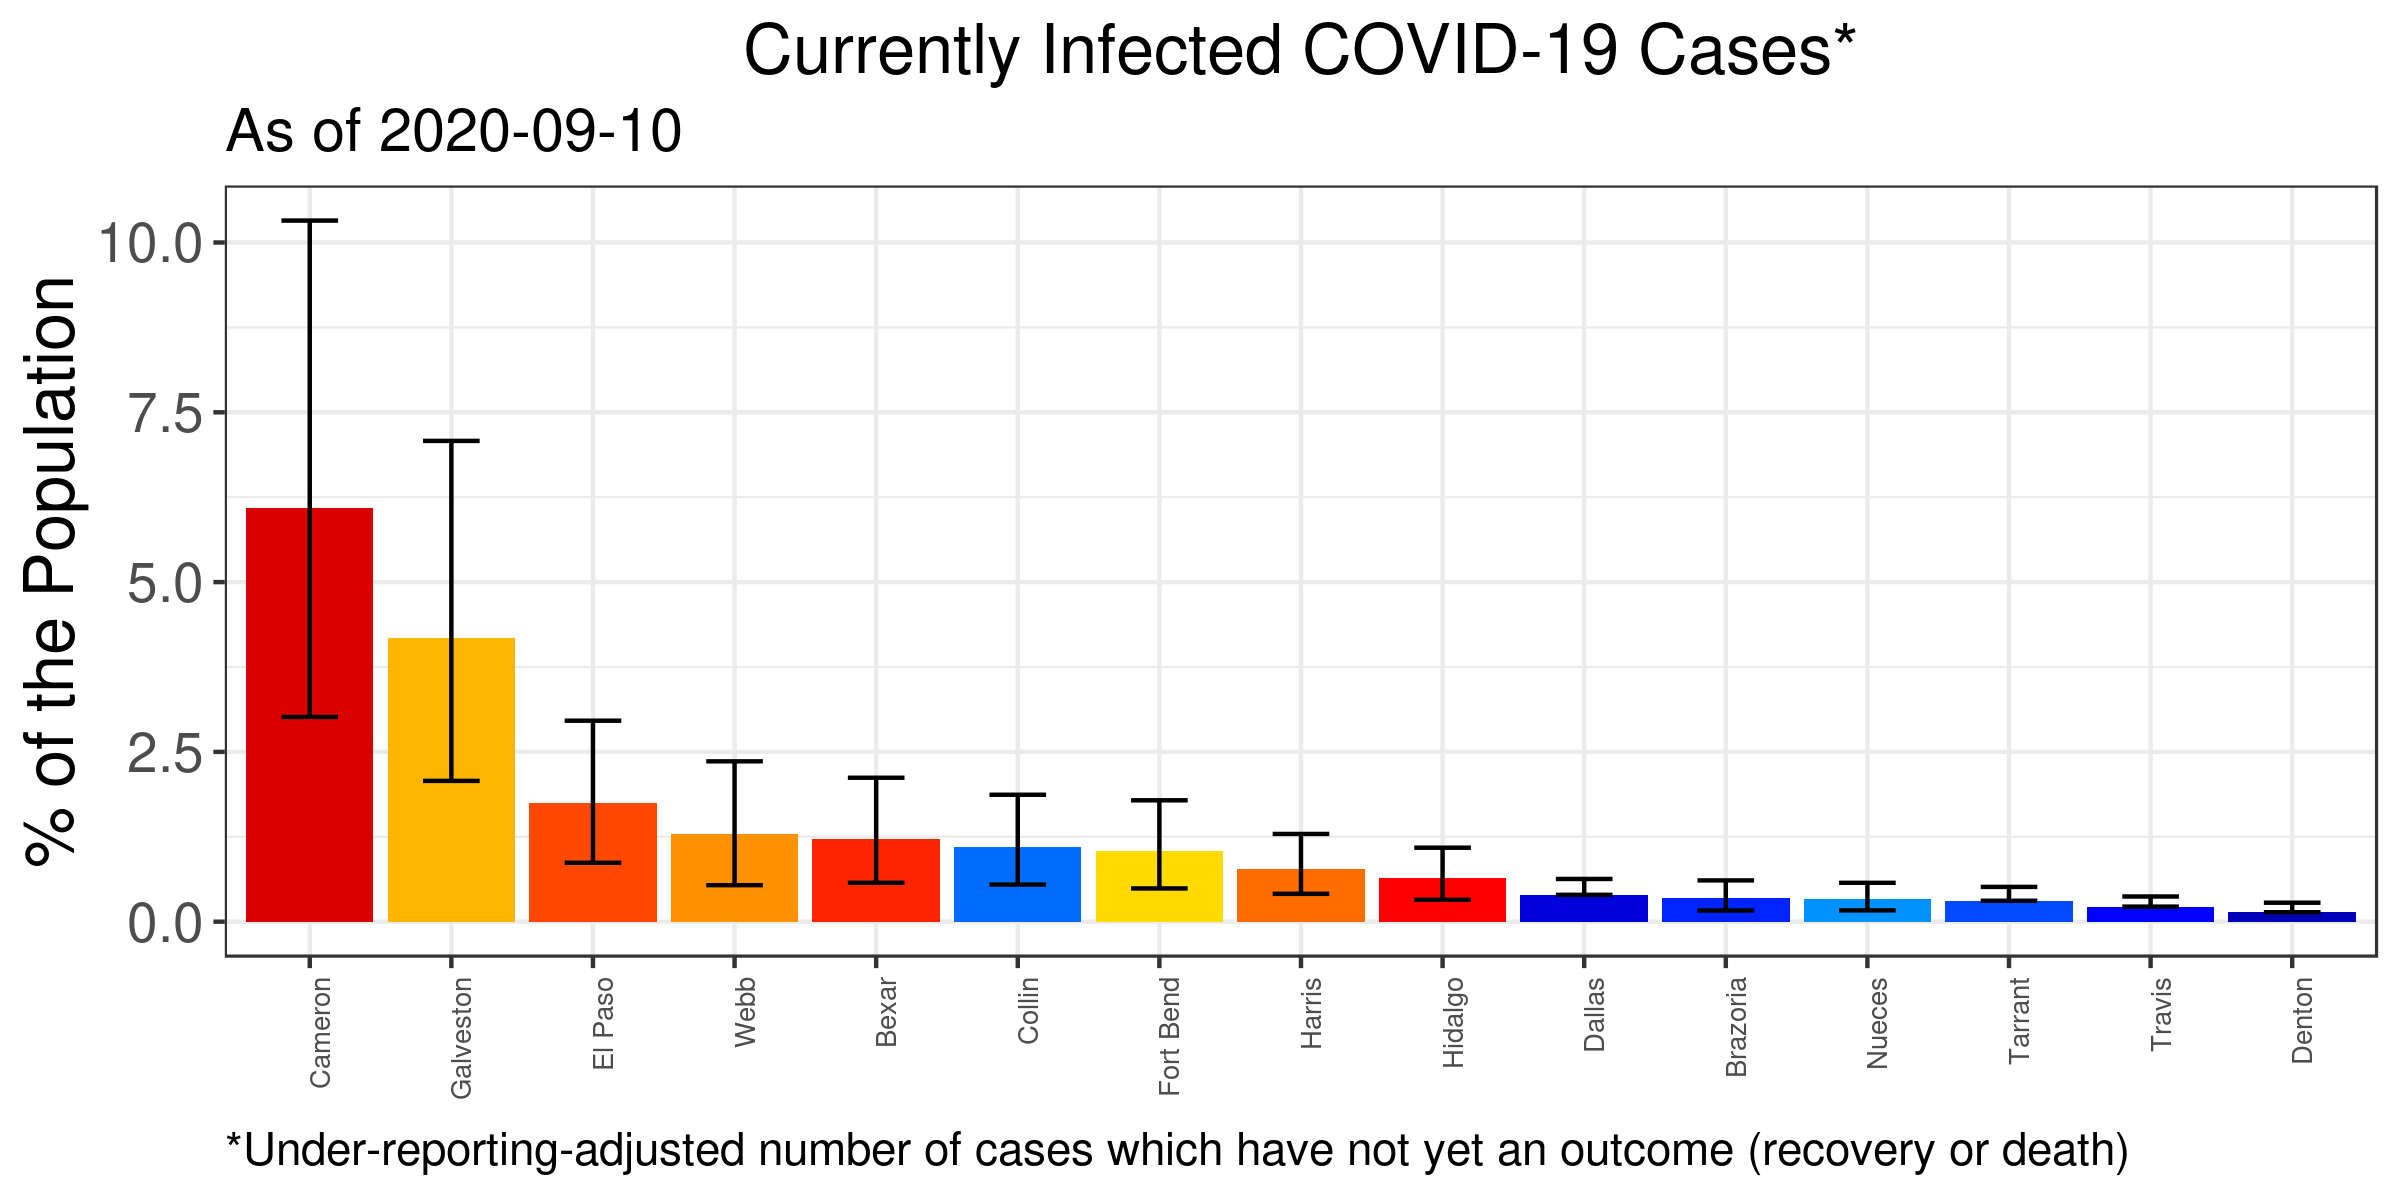 Currently Infected COVID-19 Cases*
As of 2020-09-10
% of the Population
10.0
7.5
5.0
2.5
0.0
Cameron
Galveston
El Paso
Webb
Bexar
Collin
Fort Bend
Harris
Hidalgo
Dallas
Brazoria
Nueces
Tarrant
Travis
Denton
*Under-reporting-adjusted number of cases which have not yet an outcome (recovery or death)